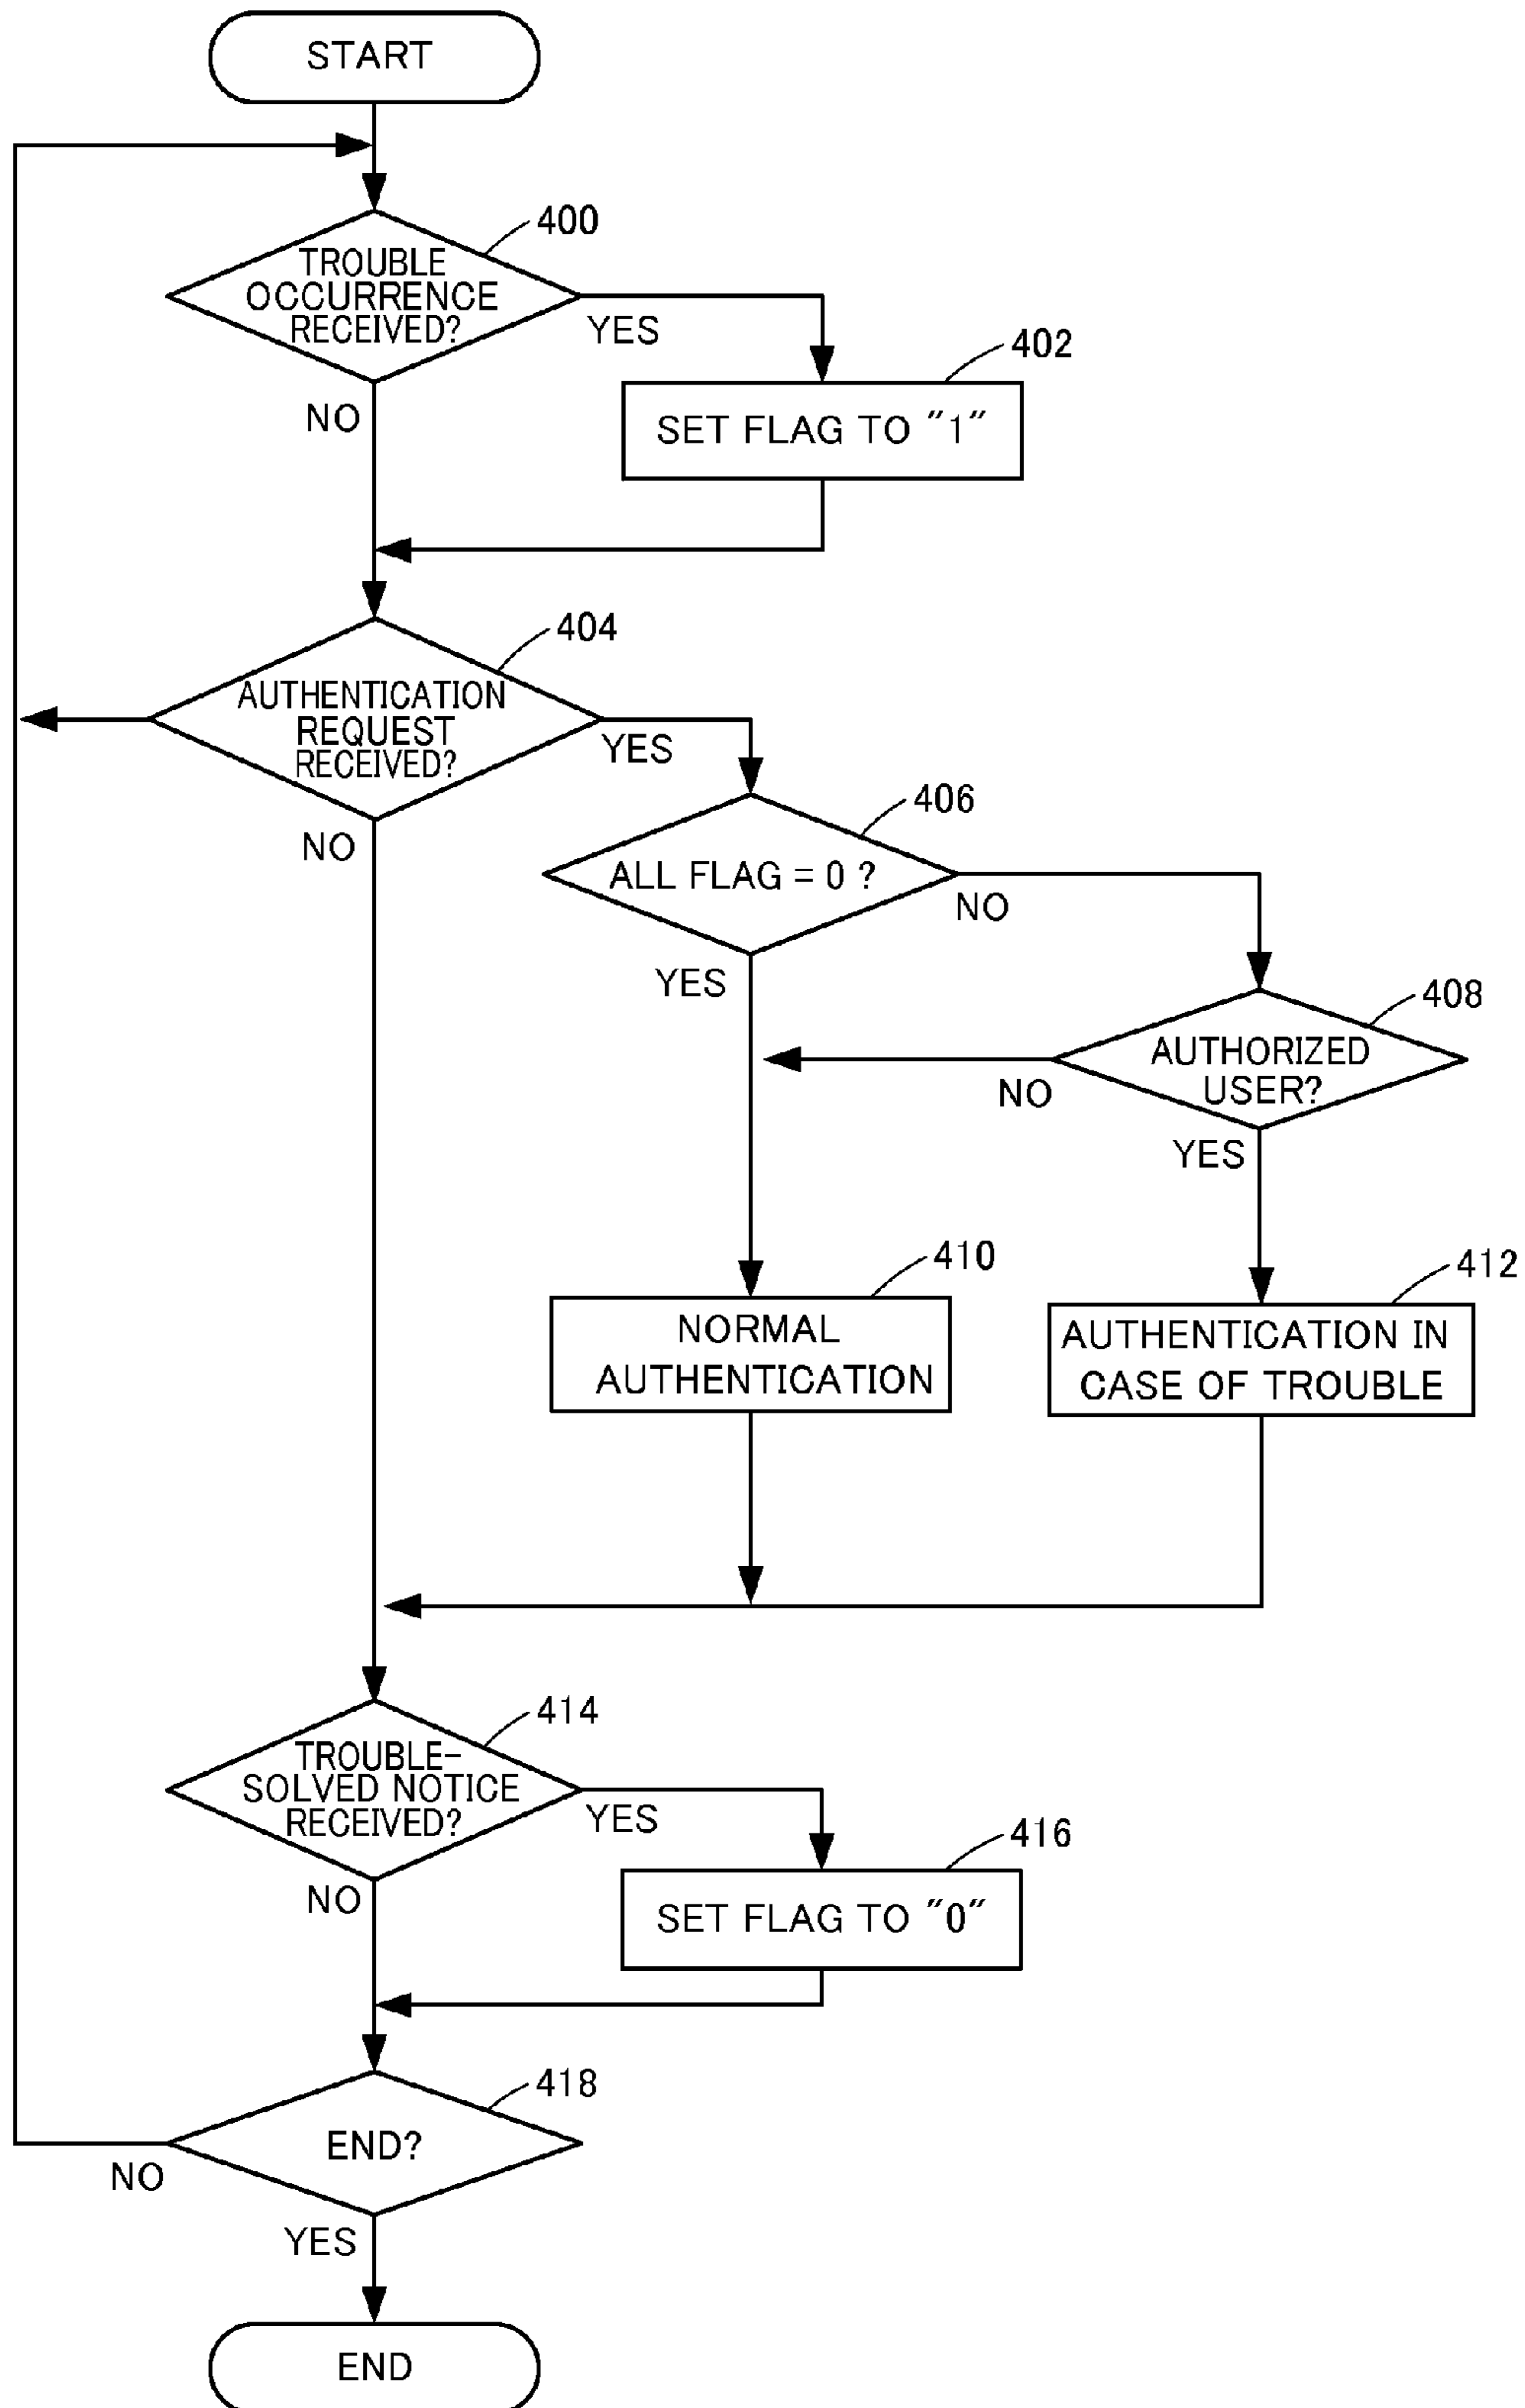 START
400
TROUBLE
OCCURRENCE
RECEIVED?
YES
NO
402
SET FLAG TO "1"
404
AUTHENTICATION
REQUEST
RECEIVED?
YES
NO
406
ALL FLAG = 0 ?
NO
YES
408
AUTHORIZED
USER?
NO
YES
410
NORMAL
AUTHENTICATION
412
AUTHENTICATION IN
CASE OF TROUBLE
414
TROUBLE-
SOLVED NOTICE
RECEIVED?
YES
NO
416
SET FLAG TO "0"
418
END?
NO
YES
END